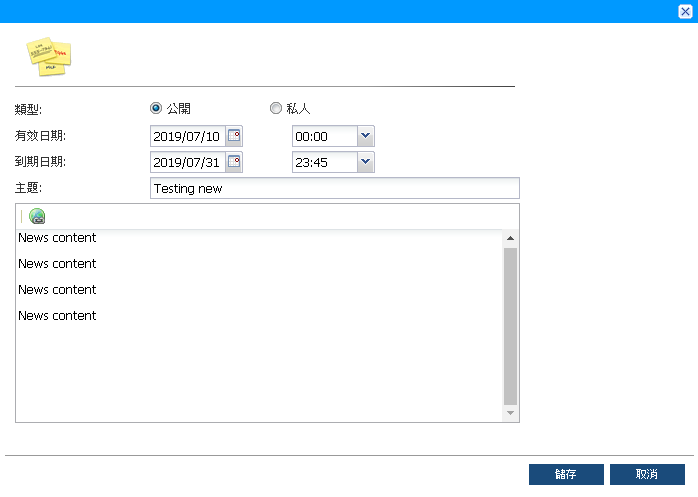 類型: 公開 私人
有效日期: 2019/07/10 00:00
到期日期: 2019/07/31 23:45
主題: Testing new
News content
News content
News content
News content
儲存 取消